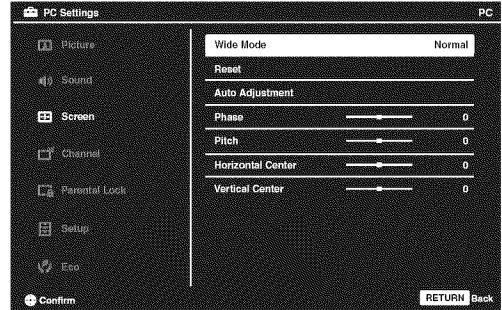 PC Settings PC
Picture
Sound
Screen
Channel
Parental Lock
Setup
Eco
Wide Mode Normal
Reset
Auto Adjustment
Phase 0
Pitch 0
Horizontal Center 0
Vertical Center 0
Confirm RETURN Back